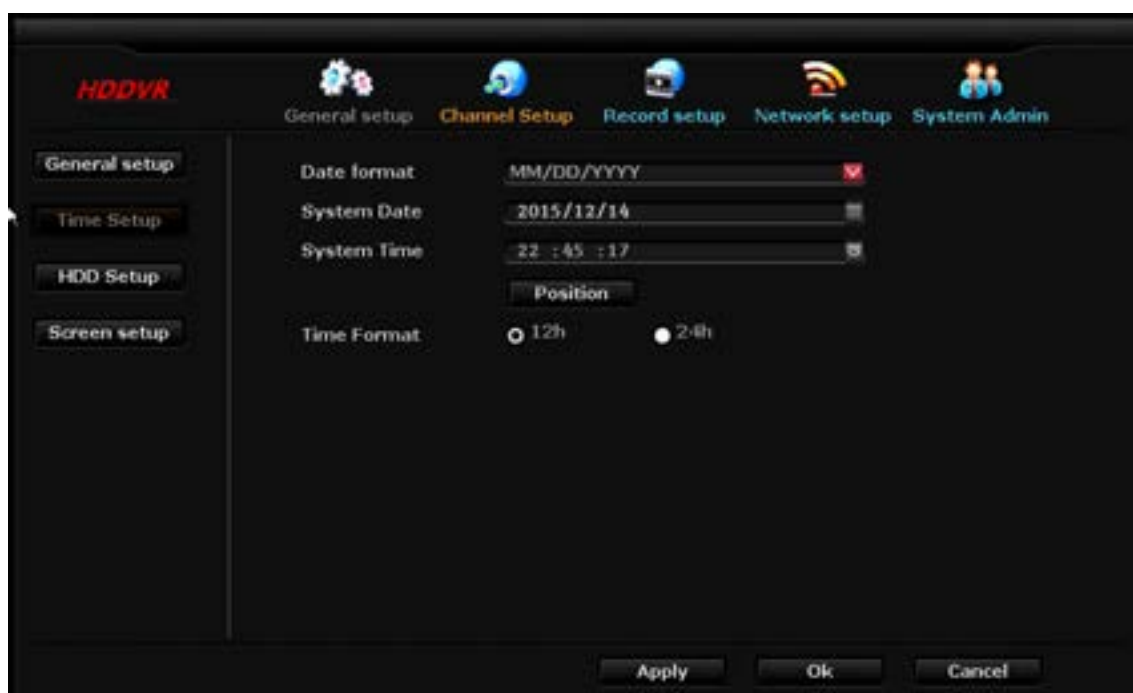 HDDVR
General setup Channel Setup Record setup Network setup System Admin
General setup
Time Setup
HDD Setup
Screen setup
Date format MM/DD/YYYY
System Date 2015/12/14
System Time 22 :45 :17
Position
Time Format 12h 24h
Apply Ok Cancel